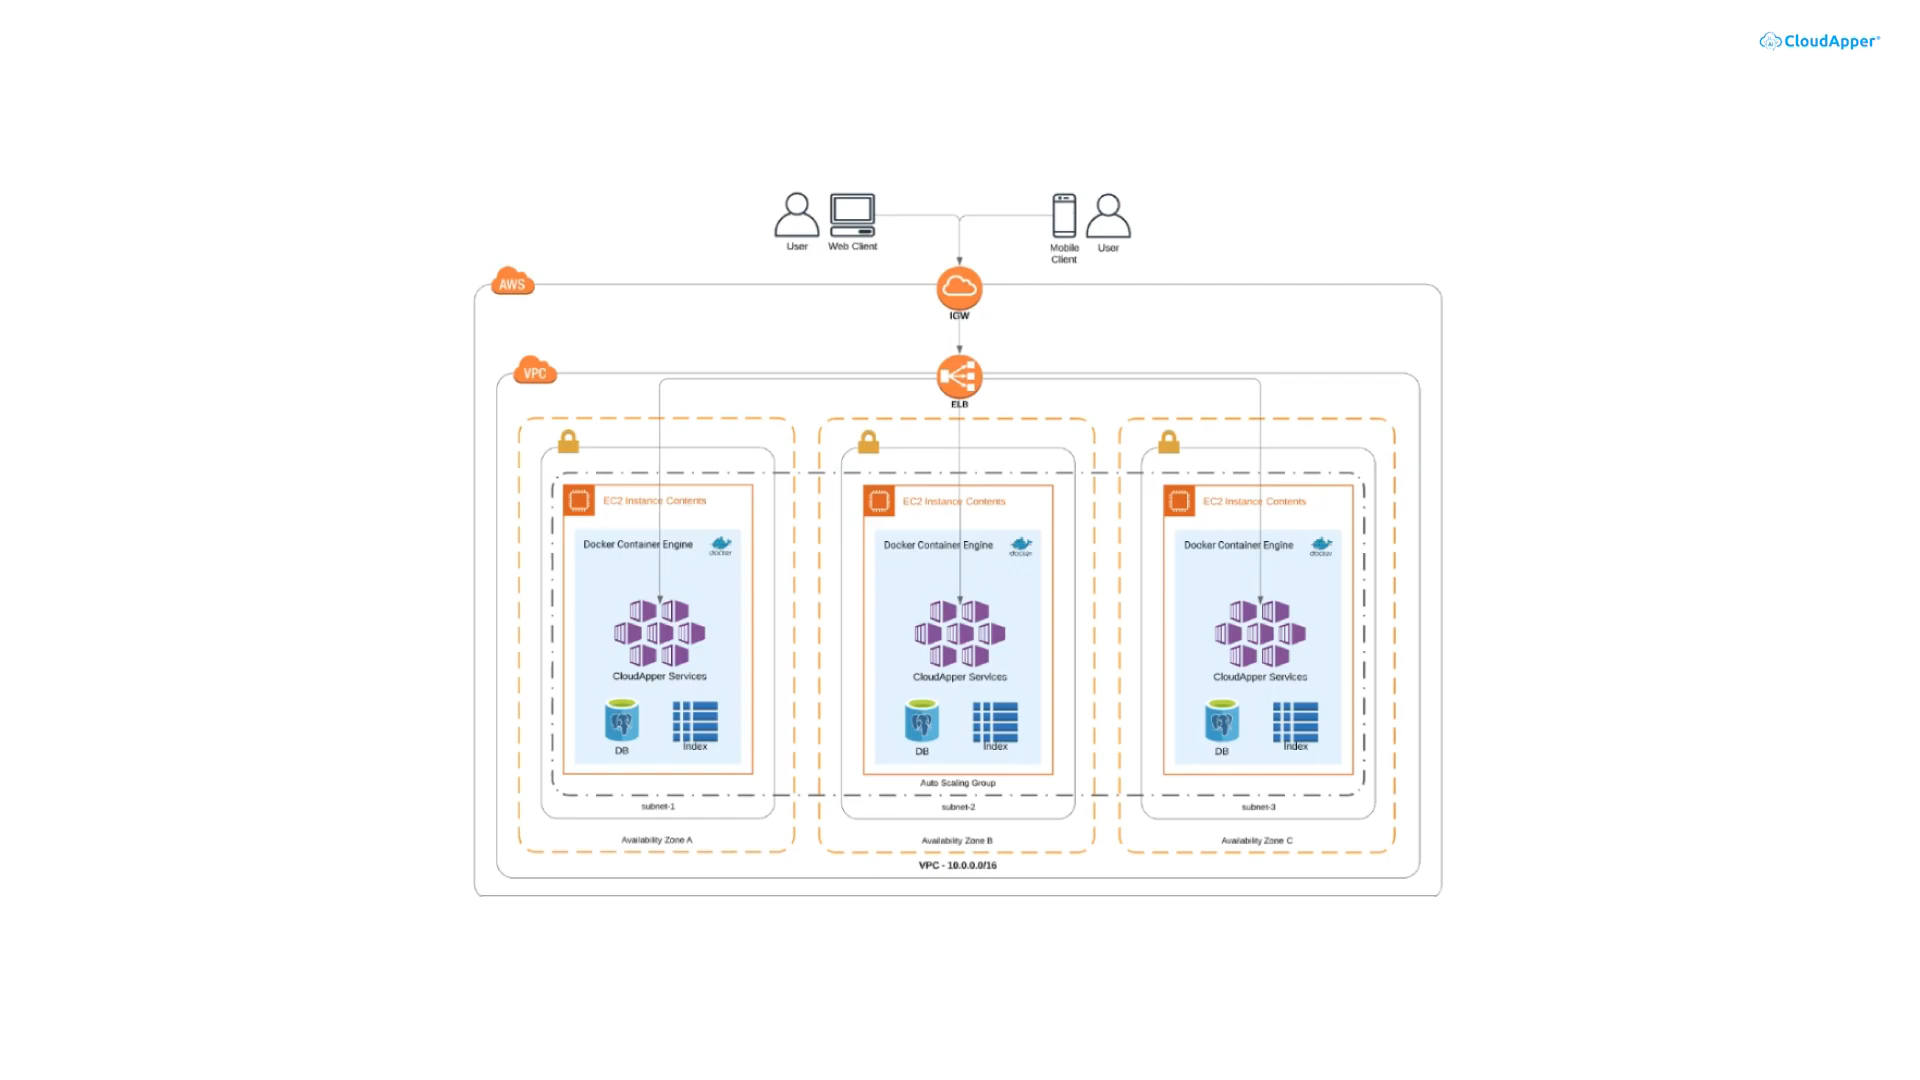 CloudApper®
User
Web Client
Mobile
Client
User
AWS
IGW
VPC
ELB
EC2 Instance Contents
Docker Container Engine
docker
CloudApper Services
DB
Index
subnet-1
Availability Zone A
EC2 Instance Contents
Docker Container Engine
docker
CloudApper Services
DB
Index
Auto Scaling Group
subnet-2
Availability Zone B
EC2 Instance Contents
Docker Container Engine
docker
CloudApper Services
DB
Index
subnet-3
Availability Zone C
VPC - 10.0.0.0/16